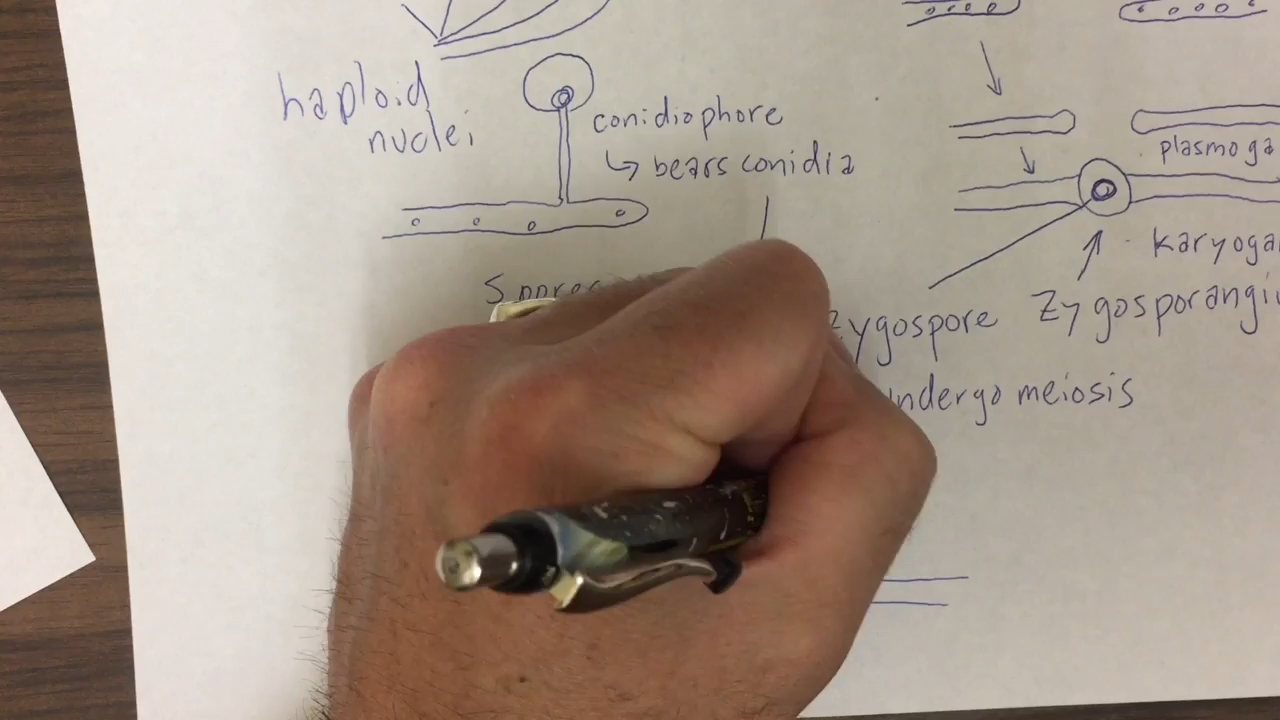 haploid
nuclei
conidiophore
↳ bears conidia
plasmoga
karyoga
zygospore
Zygosporangi
undergo meiosis